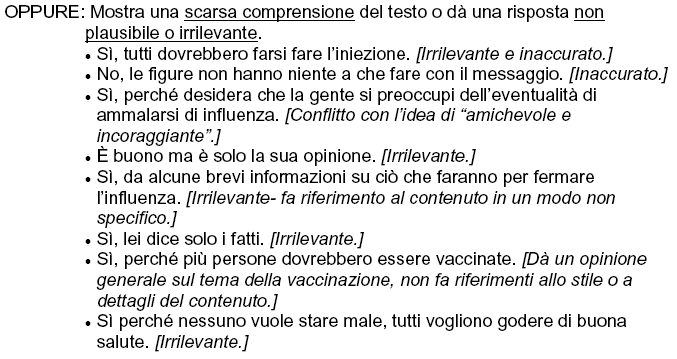 OPPURE: Mostra una scarsa comprensione del testo o dà una risposta non
plausibile o irrilevante.
• Sì, tutti dovrebbero farsi fare l'iniezione. [Irrilevante e inaccurato.]
• No, le figure non hanno niente a che fare con il messaggio. [Inaccurato.]
• Sì, perché desidera che la gente si preoccupi dell'eventualità di
ammalarsi di influenza. [Conflitto con l'idea di "amichevole e
incoraggiante".]
• È buono ma è solo la sua opinione. [Irrilevante.]
• Sì, da alcune brevi informazioni su ciò che faranno per fermare
l'influenza. [Irrilevante- fa riferimento al contenuto in un modo non
specifico.]
• Sì, lei dice solo i fatti. [Irrilevante.]
• Sì, perché più persone dovrebbero essere vaccinate. [Dà un opinione
generale sul tema della vaccinazione, non fa riferimenti allo stile o a
dettagli del contenuto.]
• Sì perché nessuno vuole stare male, tutti vogliono godere di buona
salute. [Irrilevante.]